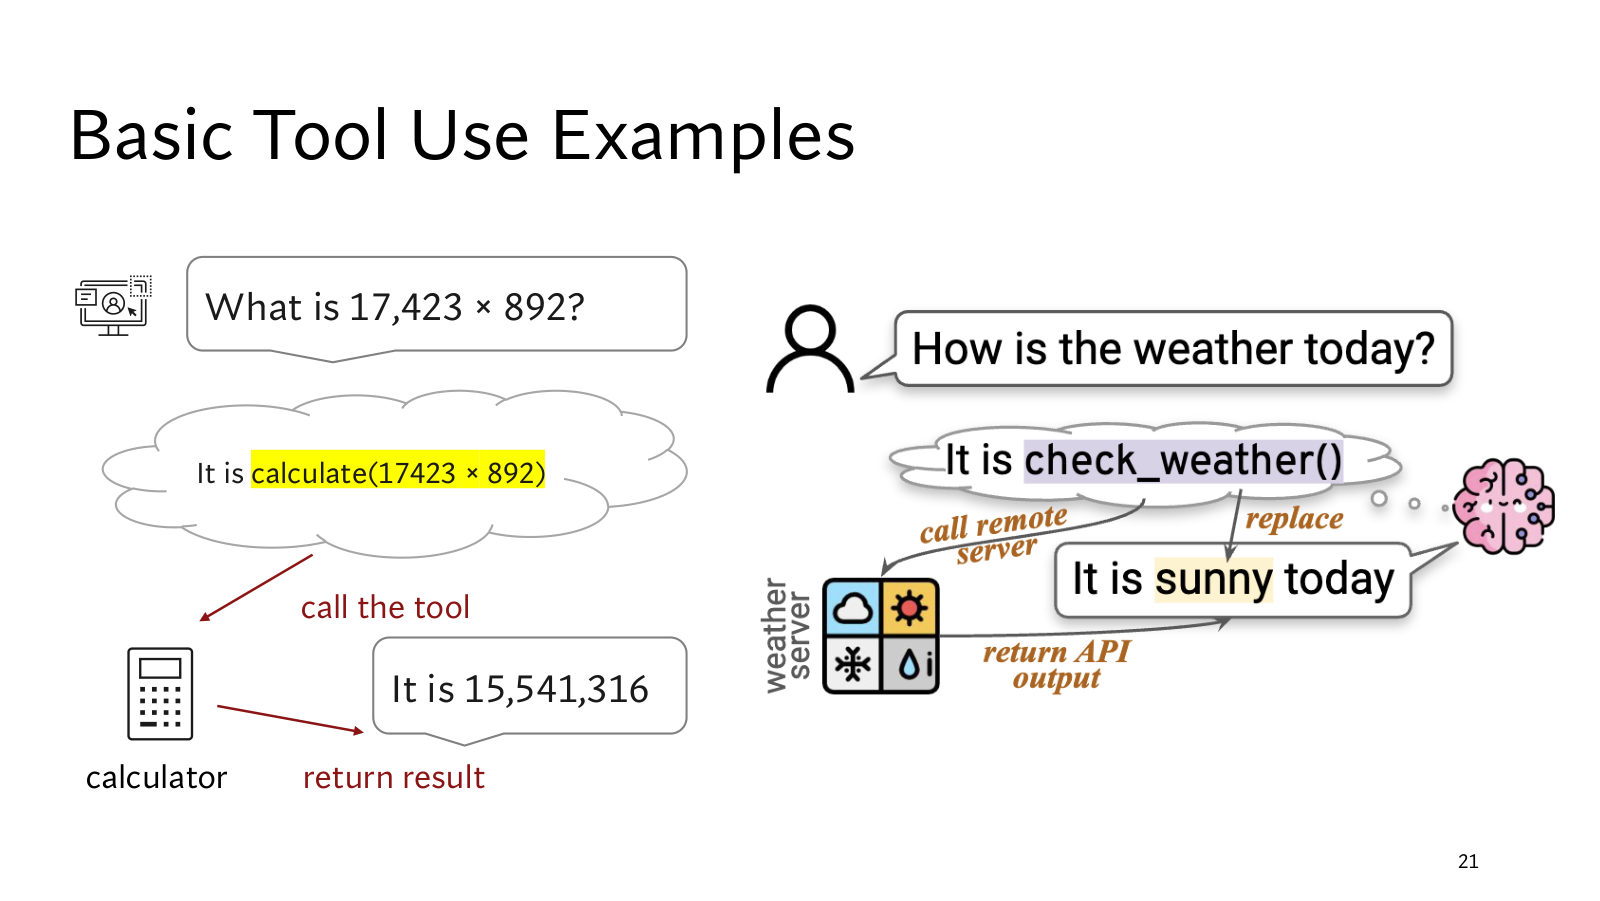 Basic Tool Use Examples
What is 17,423 × 892?
It is calculate(17423 × 892)
call the tool
It is 15,541,316
calculator
return result
How is the weather today?
It is check_weather()
call remote
server
replace
It is sunny today
weather
server
i
return API
output
21